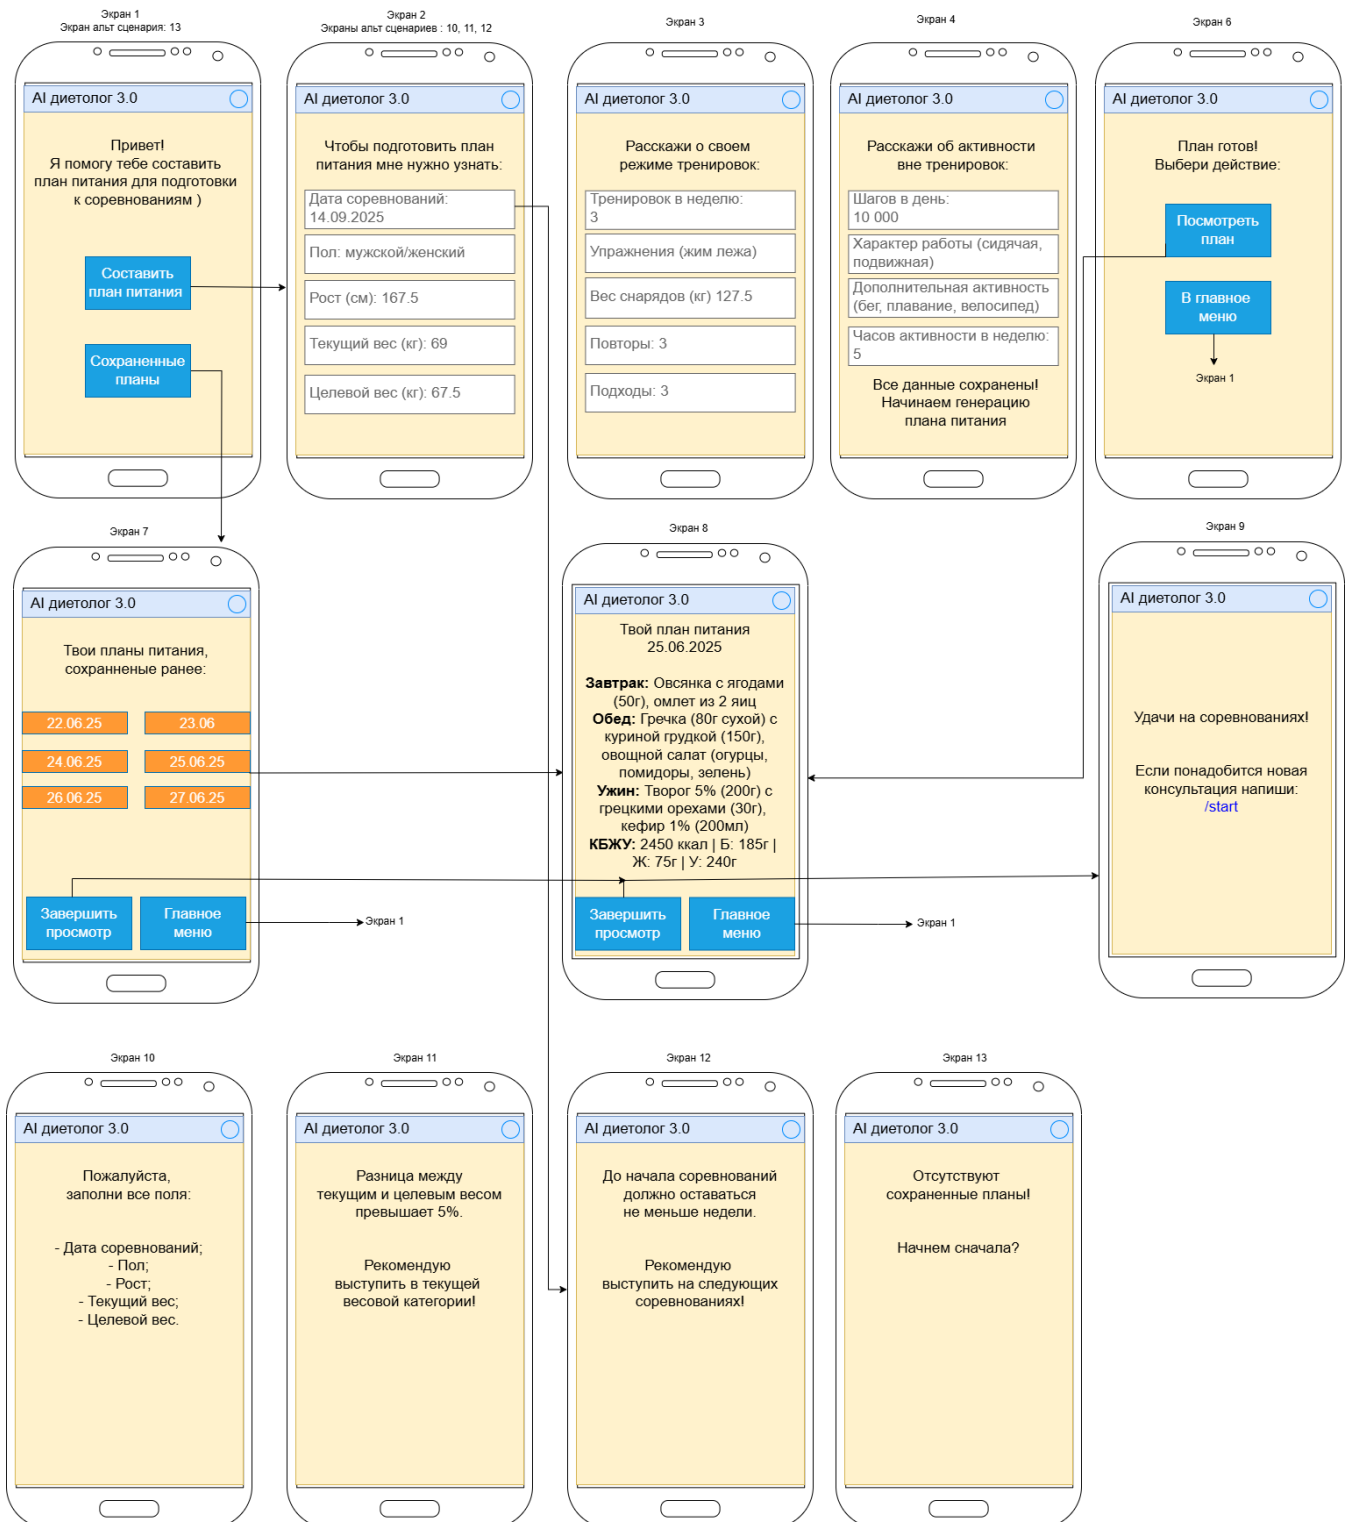 Экран 1
Экран альт сценария: 13
AI диетолог 3.0
Привет!
Я помогу тебе составить
план питания для подготовки
к соревнованиям )
Составить
план питания
Сохраненные
планы
Экран 2
Экраны альт сценариев : 10, 11, 12
AI диетолог 3.0
Чтобы подготовить план
питания мне нужно узнать:
Дата соревнований:
14.09.2025
Пол: мужской/женский
Рост (см): 167.5
Текущий вес (кг): 69
Целевой вес (кг): 67.5
Экран 3
AI диетолог 3.0
Расскажи о своем
режиме тренировок:
Тренировок в неделю:
3
Упражнения (жим лежа)
Вес снарядов (кг) 127.5
Повторы: 3
Подходы: 3
Экран 4
AI диетолог 3.0
Расскажи об активности
вне тренировок:
Шагов в день:
10 000
Характер работы (сидячая,
подвижная)
Дополнительная активность
(бег, плавание, велосипед)
Часов активности в неделю:
5
Все данные сохранены!
Начинаем генерацию
плана питания
Экран 6
AI диетолог 3.0
План готов!
Выбери действие:
Посмотреть
план
В главное
меню
Экран 1
Экран 7
AI диетолог 3.0
Твои планы питания,
сохранненые ранее:
22.06.25
23.06
24.06.25
25.06.25
26.06.25
27.06.25
Завершить
просмотр
Главное
меню
Экран 1
Экран 8
AI диетолог 3.0
Твой план питания
25.06.2025
Завтрак: Овсянка с ягодами
(50г), омлет из 2 яиц
Обед: Гречка (80г сухой) с
куриной грудкой (150г),
овощной салат (огурцы,
помидоры, зелень)
Ужин: Творог 5% (200г) с
грецкими орехами (30г),
кефир 1% (200мл)
КБЖУ: 2450 ккал | Б: 185г |
Ж: 75г | У: 240г
Завершить
просмотр
Главное
меню
Экран 1
Экран 9
AI диетолог 3.0
Удачи на соревнованиях!
Если понадобится новая
консультация напиши:
/start
Экран 10
AI диетолог 3.0
Пожалуйста,
заполни все поля:
- Дата соревнований;
- Пол;
- Рост;
- Текущий вес;
- Целевой вес.
Экран 11
AI диетолог 3.0
Разница между
текущим и целевым весом
превышает 5%.
Рекомендую
выступить в текущей
весовой категории!
Экран 12
AI диетолог 3.0
До начала соревнований
должно оставаться
не меньше недели.
Рекомендую
выступить на следующих
соревнованиях!
Экран 13
AI диетолог 3.0
Отсутствуют
сохраненные планы!
Начнем сначала?